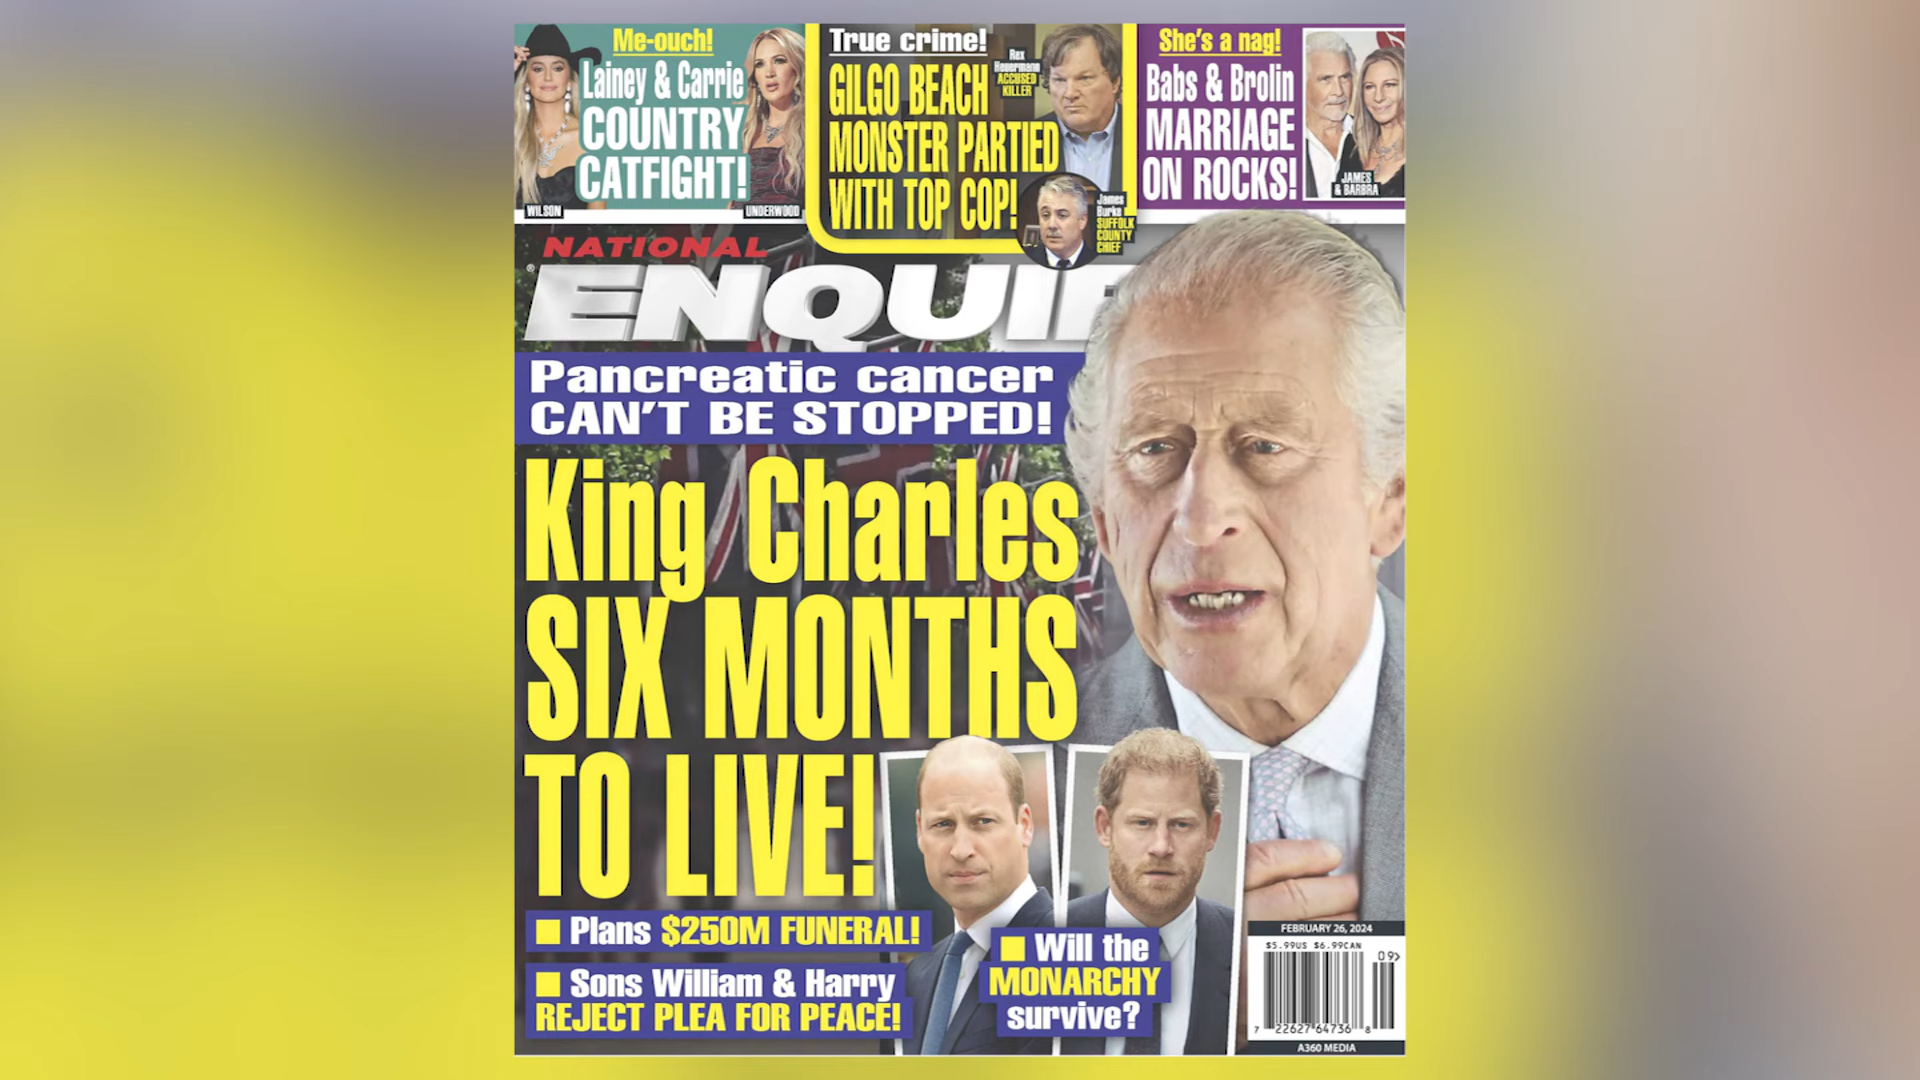 Me-ouch!
Lainey & Carrie
COUNTRY
CATFIGHT!
WILSON
UNDERWOOD
True crime!
GILGO BEACH
MONSTER PARTIED
WITH TOP COP!
Rex
Heuermann
ACCUSED
KILLER
James
Burke
SUFFOLK
COUNTY
CHIEF
She's a nag!
Babs & Brolin
MARRIAGE
ON ROCKS!
JAMES
& BARBRA
NATIONAL
ENQUIR
Pancreatic cancer
CAN'T BE STOPPED!
King Charles
SIX MONTHS
TO LIVE!
Plans $250M FUNERAL!
Sons William & Harry
REJECT PLEA FOR PEACE!
Will the
MONARCHY
survive?
FEBRUARY 26, 2024
$5.99US $6.99CAN
09>
7 22627 64736 8
A360 MEDIA